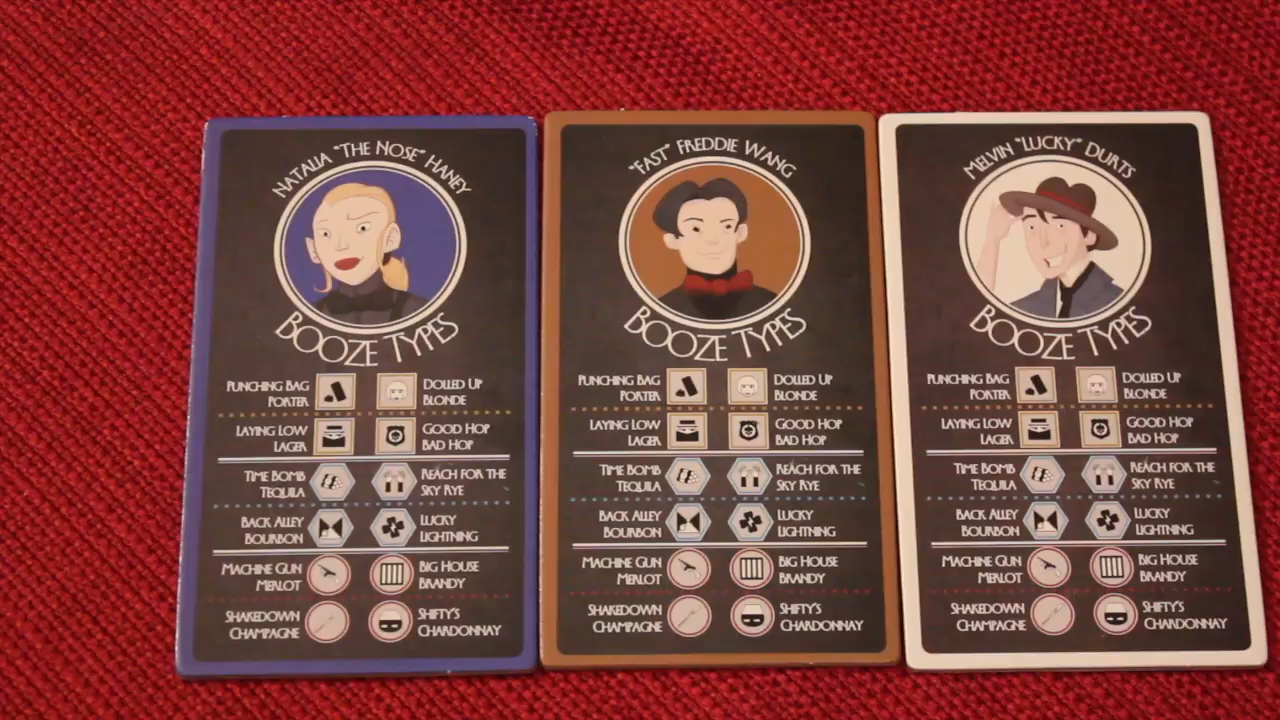 NATALIA "THE NOSE" HANEY
BOOZE TYPES
PUNCHING BAG
PORTER
DOLLED UP
BLONDE
LAYING LOW
LAGER
GOOD HOP
BAD HOP
TIME BOMB
TEQUILA
REACH FOR THE
SKY RYE
BACK ALLEY
BOURBON
LUCKY
LIGHTNING
MACHINE GUN
MERLOT
BIG HOUSE
BRANDY
SHAKEDOWN
CHAMPAGNE
SHIFTY'S
CHARDONNAY
"FAST" FREDDIE WANG
BOOZE TYPES
PUNCHING BAG
PORTER
DOLLED UP
BLONDE
LAYING LOW
LAGER
GOOD HOP
BAD HOP
TIME BOMB
TEQUILA
REACH FOR THE
SKY RYE
BACK ALLEY
BOURBON
LUCKY
LIGHTNING
MACHINE GUN
MERLOT
BIG HOUSE
BRANDY
SHAKEDOWN
CHAMPAGNE
SHIFTY'S
CHARDONNAY
MELVIN "LUCKY" DURTS
BOOZE TYPES
PUNCHING BAG
PORTER
DOLLED UP
BLONDE
LAYING LOW
LAGER
GOOD HOP
BAD HOP
TIME BOMB
TEQUILA
REACH FOR THE
SKY RYE
BACK ALLEY
BOURBON
LUCKY
LIGHTNING
MACHINE GUN
MERLOT
BIG HOUSE
BRANDY
SHAKEDOWN
CHAMPAGNE
SHIFTY'S
CHARDONNAY